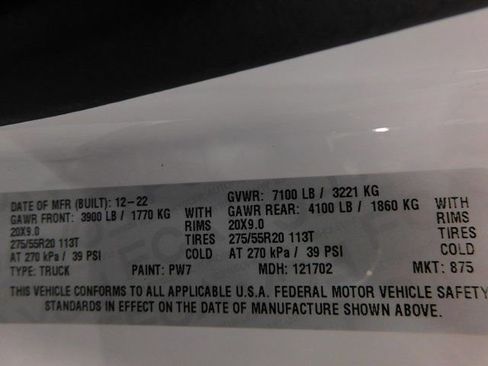 DATE OF MFR (BUILT): 12-22 GVWR: 7100 LB / 3221 KG
GAWR FRONT: 3900 LB / 1770 KG WITH GAWR REAR: 4100 LB / 1860 KG WITH
20X9.0 RIMS 20X9.0 RIMS
275/55R20 113T TIRES 275/55R20 113T TIRES
AT 270 kPa / 39 PSI COLD AT 270 kPa / 39 PSI COLD
TYPE: TRUCK PAINT: PW7 MDH: 121702 MKT: 875
THIS VEHICLE CONFORMS TO ALL APPLICABLE U.S.A. FEDERAL MOTOR VEHICLE SAFETY
STANDARDS IN EFFECT ON THE DATE OF MANUFACTURE SHOWN ABOVE.